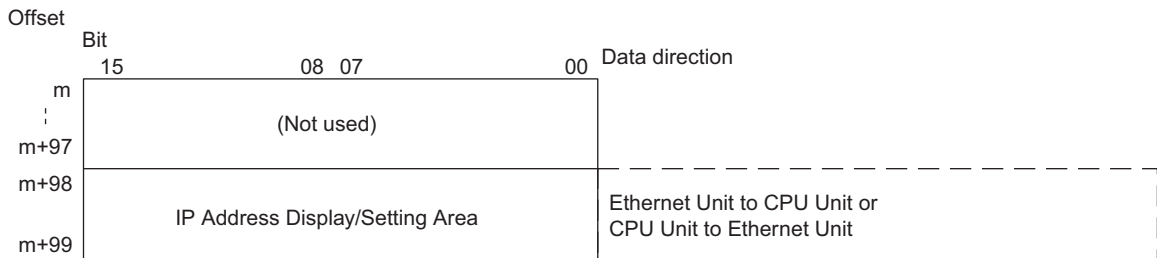 Offset
Bit
15 08 07 00 Data direction
m
(Not used)
m+97
m+98
IP Address Display/Setting Area
Ethernet Unit to CPU Unit or
CPU Unit to Ethernet Unit
m+99